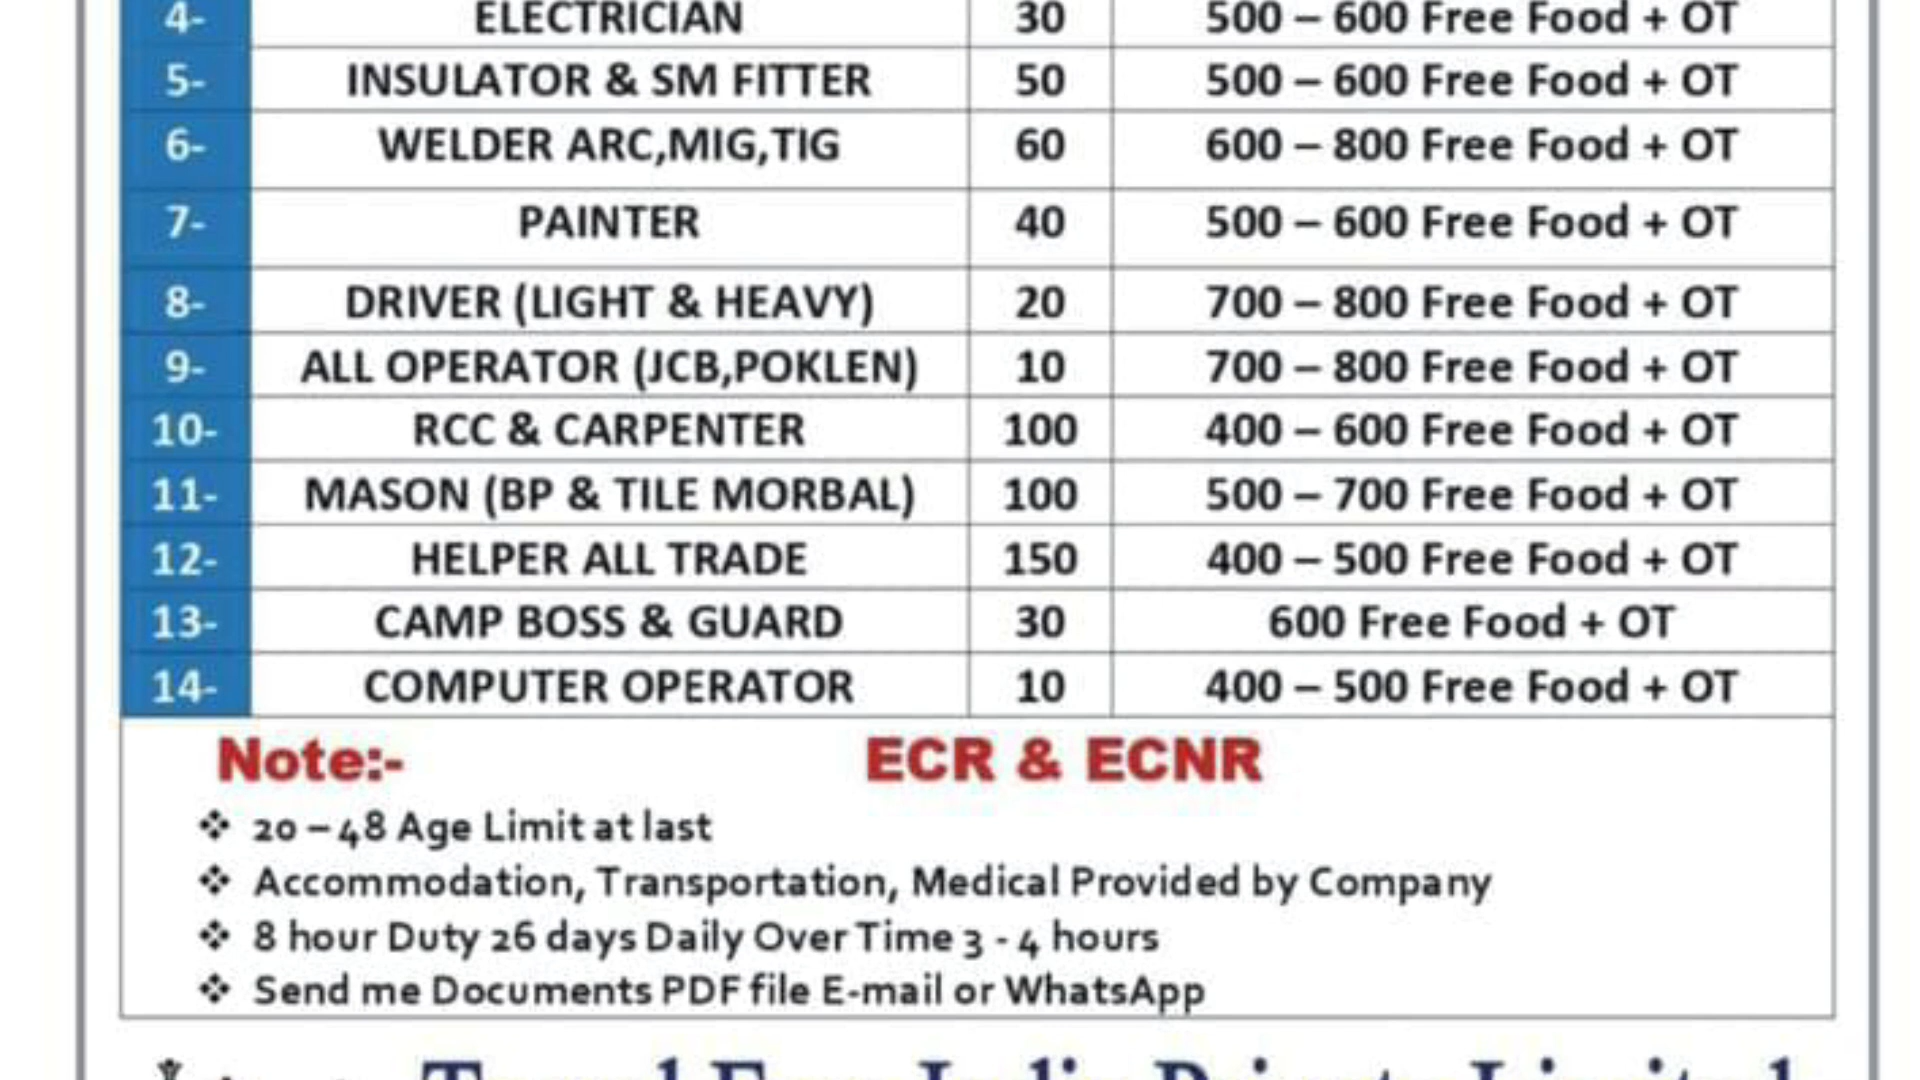 4- ELECTRICIAN 30 500 – 600 Free Food + OT
5- INSULATOR & SM FITTER 50 500 – 600 Free Food + OT
6- WELDER ARC,MIG,TIG 60 600 – 800 Free Food + OT
7- PAINTER 40 500 – 600 Free Food + OT
8- DRIVER (LIGHT & HEAVY) 20 700 – 800 Free Food + OT
9- ALL OPERATOR (JCB,POKLEN) 10 700 – 800 Free Food + OT
10- RCC & CARPENTER 100 400 – 600 Free Food + OT
11- MASON (BP & TILE MORBAL) 100 500 – 700 Free Food + OT
12- HELPER ALL TRADE 150 400 – 500 Free Food + OT
13- CAMP BOSS & GUARD 30 600 Free Food + OT
14- COMPUTER OPERATOR 10 400 – 500 Free Food + OT
Note:- ECR & ECNR
❖ 20 – 48 Age Limit at last
❖ Accommodation, Transportation, Medical Provided by Company
❖ 8 hour Duty 26 days Daily Over Time 3 - 4 hours
❖ Send me Documents PDF file E-mail or WhatsApp
India Private Limited